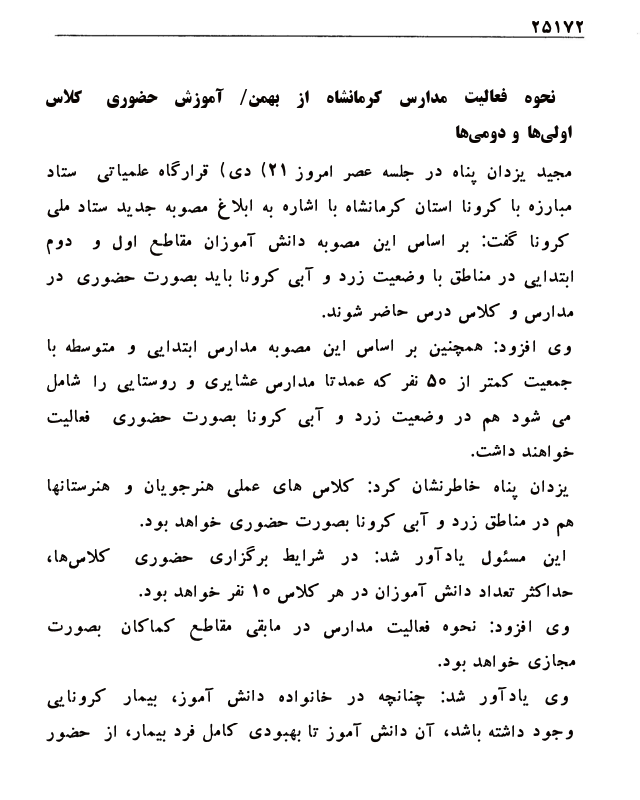 ۲۵۱۷۲
نحوه فعالیت مدارس کرمانشاه از بهمن/ آموزش حضوری کلاس
اولی‌ها و دومی‌ها
مجید یزدان پناه در جلسه عصر امروز ۲۱) دی) قرارگاه علمیاتی ستاد
مبارزه با کرونا استان کرمانشاه با اشاره به ابلاغ مصوبه جدید ستاد ملی
کرونا گفت: بر اساس این مصوبه دانش آموزان مقاطع اول و دوم
ابتدایی در مناطق با وضعیت زرد و آبی کرونا باید بصورت حضوری در
مدارس و کلاس درس حاضر شوند.
وی افزود: همچنین بر اساس این مصوبه مدارس ابتدایی و متوسطه با
جمعیت کمتر از ۵۰ نفر که عمدتا مدارس عشایری و روستایی را شامل
می شود هم در وضعیت زرد و آبی کرونا بصورت حضوری فعالیت
خواهند داشت.
یزدان پناه خاطرنشان کرد: کلاس های عملی هنرجویان و هنرستانها
هم در مناطق زرد و آبی کرونا بصورت حضوری خواهد بود.
این مسئول یادآور شد: در شرایط برگزاری حضوری کلاس‌ها،
حداکثر تعداد دانش آموزان در هر کلاس ۱۰ نفر خواهد بود.
وی افزود: نحوه فعالیت مدارس در مابقی مقاطع کماکان بصورت
مجازی خواهد بود.
وی یادآور شد: چنانچه در خانواده دانش آموز، بیمار کرونایی
وجود داشته باشد، آن دانش آموز تا بهبودی کامل فرد بیمار، از حضور